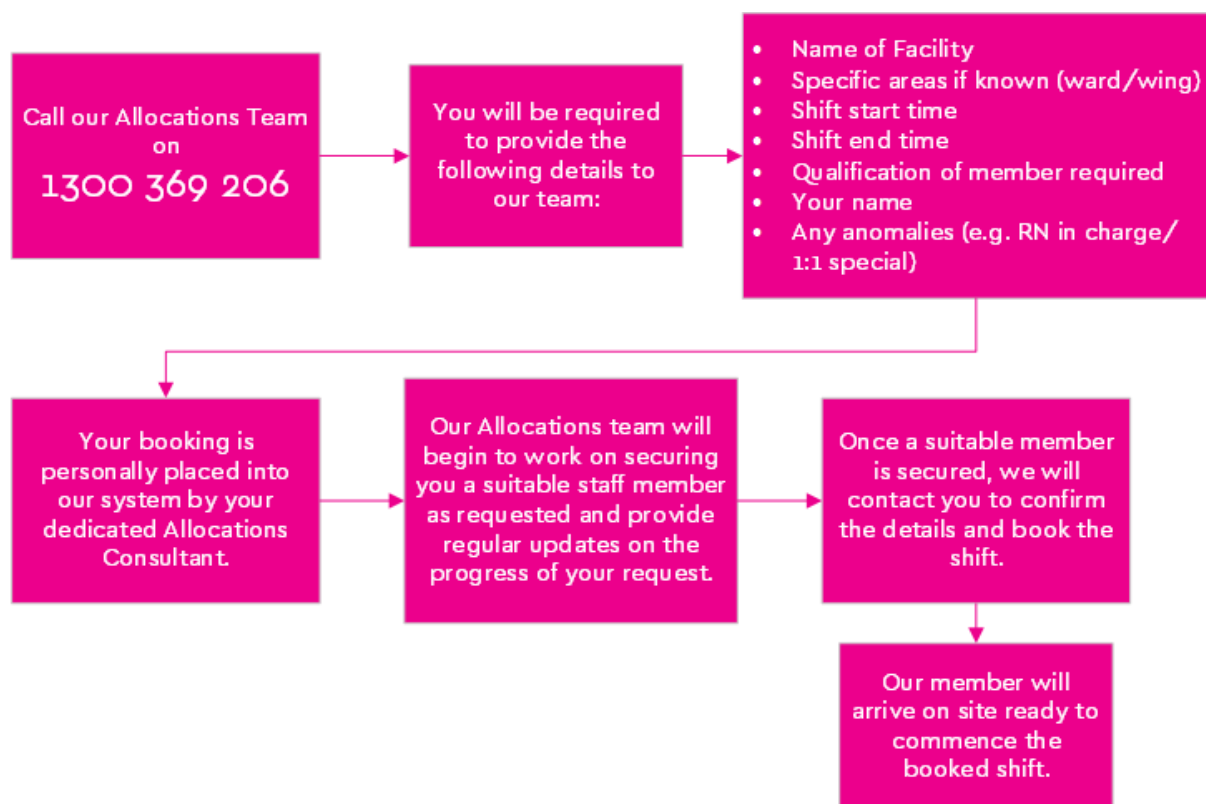 Call our Allocations Team
on
1300 369 206
You will be required
to provide the
following details to
our team:
• Name of Facility
• Specific areas if known (ward/wing)
• Shift start time
• Shift end time
• Qualification of member required
• Your name
• Any anomalies (e.g. RN in charge/
1:1 special)
Your booking is
personally placed into
our system by your
dedicated Allocations
Consultant.
Our Allocations team will
begin to work on securing
you a suitable staff member
as requested and provide
regular updates on the
progress of your request.
Once a suitable member
is secured, we will
contact you to confirm
the details and book the
shift.
Our member will
arrive on site ready to
commence the
booked shift.